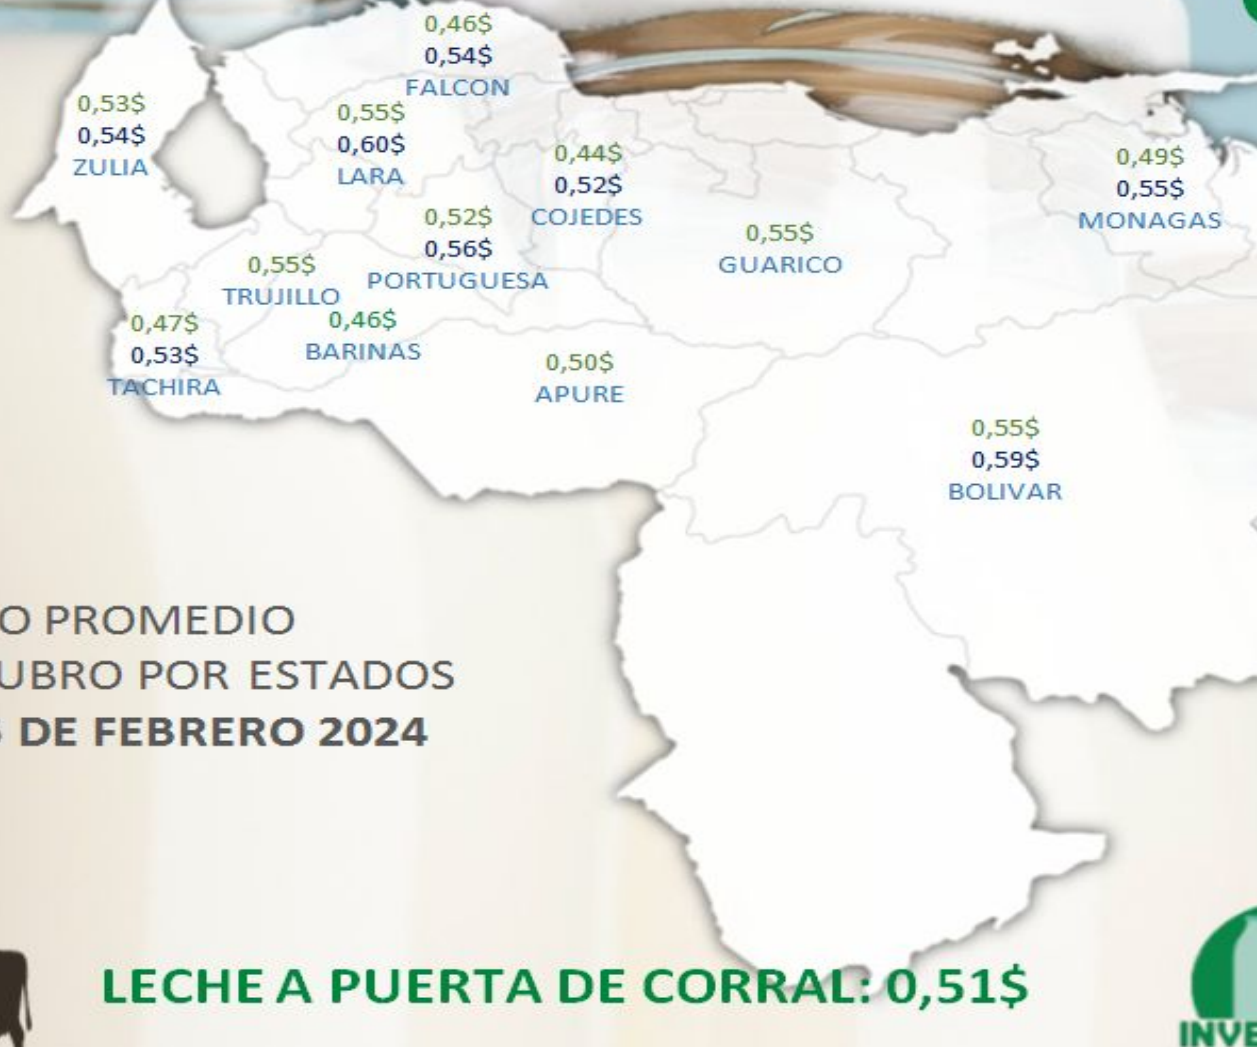 0,46$
0,54$
FALCON
0,53$
0,54$
ZULIA
0,55$
0,60$
LARA
0,44$
0,52$
COJEDES
0,49$
0,55$
MONAGAS
0,52$
0,56$
PORTUGUESA
0,55$
GUARICO
0,55$
TRUJILLO
0,47$
0,53$
TACHIRA
0,46$
BARINAS
0,50$
APURE
0,55$
0,59$
BOLIVAR
O PROMEDIO
UBRO POR ESTADOS
DE FEBRERO 2024
LECHE A PUERTA DE CORRAL: 0,51$
INVE